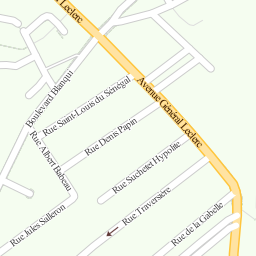 Leclerc
Avenue Général Leclerc
Boulevard Blanqui
Rue Saint-Louis du Sénégal
Rue Denis Papin
Rue Albert Babeau
Rue Suchetet Hypolite
Rue Traversière
Rue Jules Salleron
Rue de la Gabelle